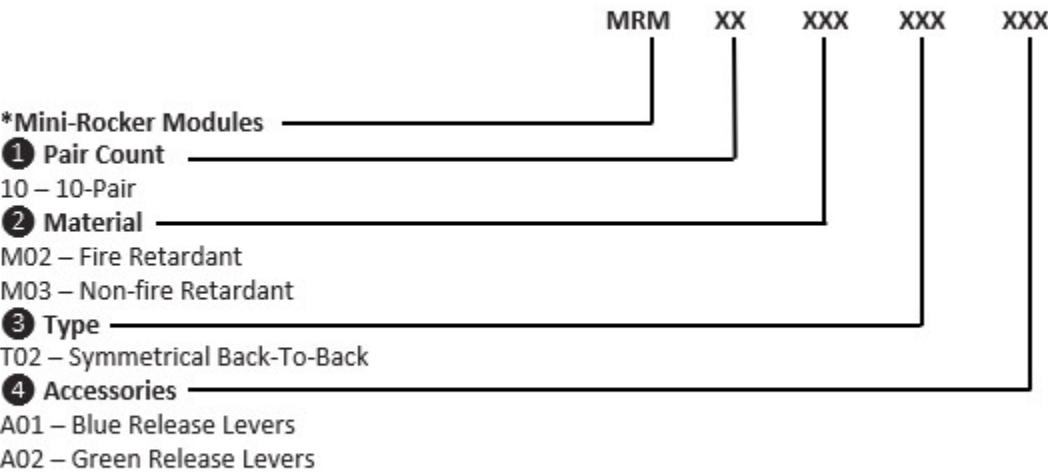 MRM XX XXX XXX XXX
*Mini-Rocker Modules
1 Pair Count
10 – 10-Pair
2 Material
M02 – Fire Retardant
M03 – Non-fire Retardant
3 Type
T02 – Symmetrical Back-To-Back
4 Accessories
A01 – Blue Release Levers
A02 – Green Release Levers